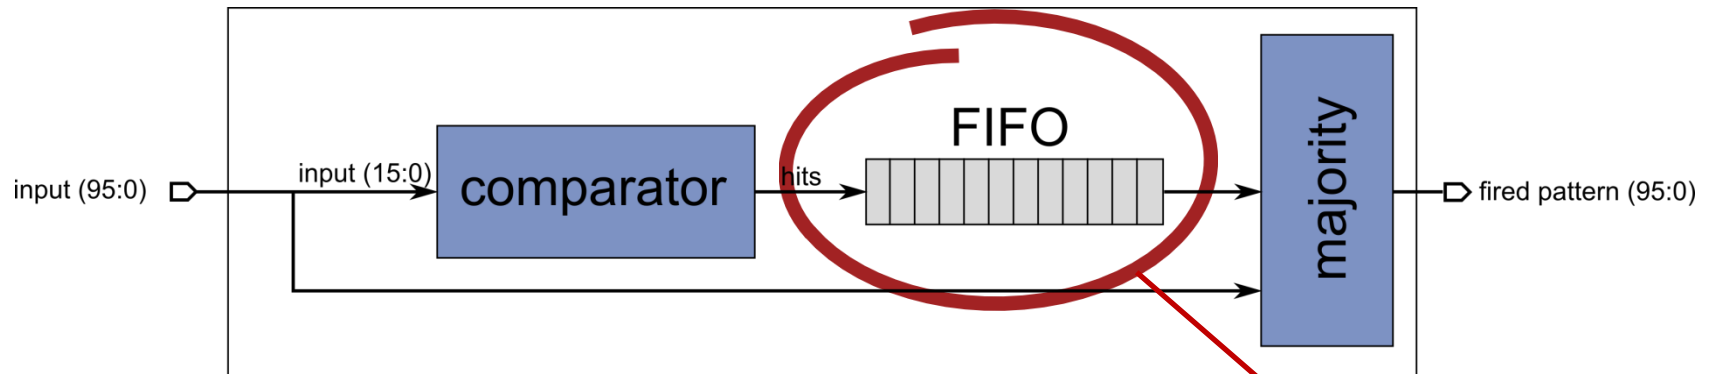 input (95:0)
input (15:0)
comparator
hits
FIFO
majority
fired pattern (95:0)